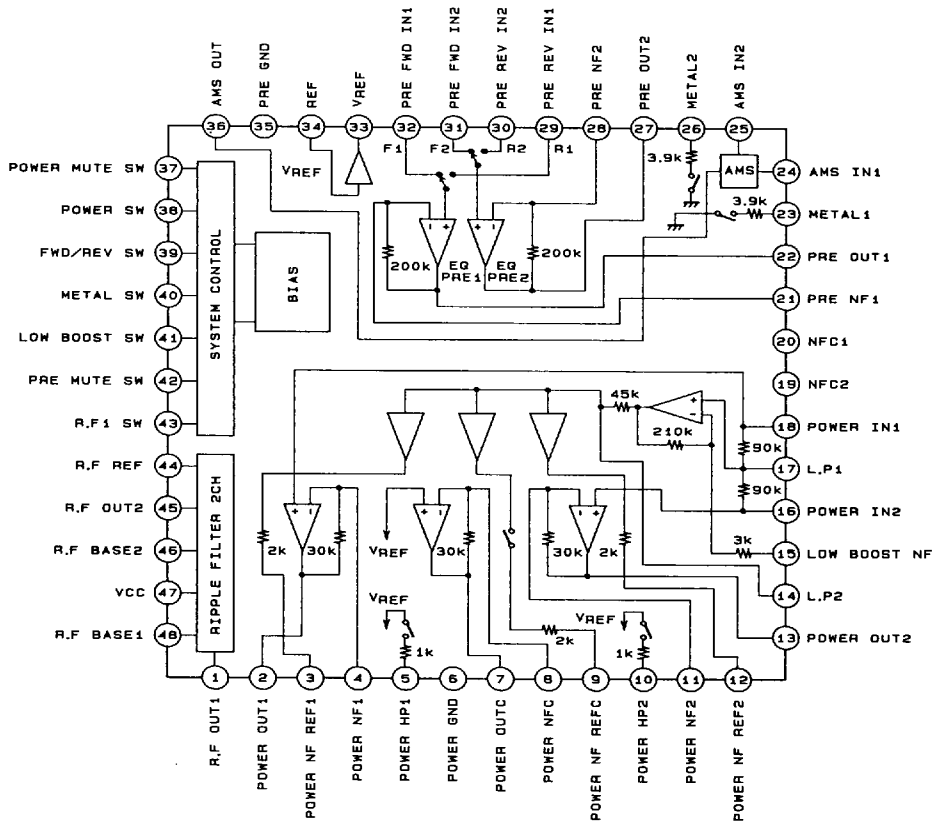 AMS OUT
PRE GND
REF
VREF
PRE FWD IN1
PRE FWD IN2
PRE REV IN2
PRE REV IN1
PRE NF2
PRE OUT2
METAL2
AMS IN2
36
35
34
33
32
31
30
29
28
27
26
25
POWER MUTE SW 37
POWER SW 38
FWD/REV SW 39
METAL SW 40
LOW BOOST SW 41
PRE MUTE SW 42
R.F1 SW 43
R.F REF 44
R.F OUT2 45
R.F BASE2 46
VCC 47
R.F BASE1 48
SYSTEM CONTROL
BIAS
RIPPLE FILTER 2CH
VREF
F1
F2
R2
R1
3.9k
AMS
3.9k
- +
+ -
200k
EQ PRE1
EQ PRE2
200k
24 AMS IN1
23 METAL1
22 PRE OUT1
21 PRE NF1
20 NFC1
19 NFC2
18 POWER IN1
17 L.P1
16 POWER IN2
15 LOW BOOST NF
14 L.P2
13 POWER OUT2
45k
+
-
210k
90k
90k
3k
+ -
2k
30k
VREF
+ -
30k
- +
30k
2k
VREF
1k
2k
VREF
1k
1
2
3
4
5
6
7
8
9
10
11
12
R.F OUT1
POWER OUT1
POWER NF REF1
POWER NF1
POWER HP1
POWER GND
POWER OUTC
POWER NFC
POWER NF REFC
POWER HP2
POWER NF2
POWER NF REF2